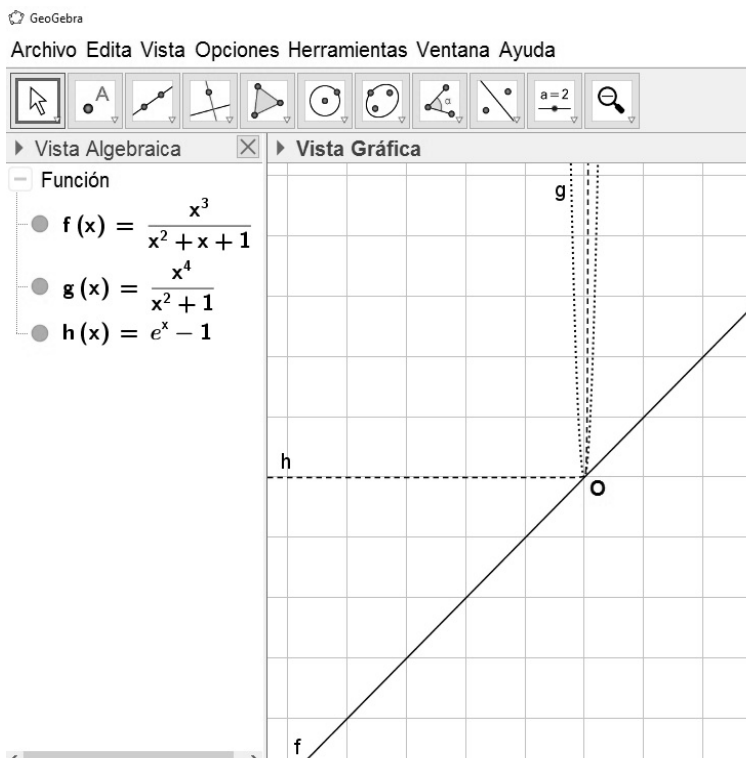 GeoGebra
Archivo Edita Vista Opciones Herramientas Ventana Ayuda
A
α
a=2
Vista Algebraica
Vista Gráfica
Función
f (x) = x³ / (x² + x + 1)
g (x) = x⁴ / (x² + 1)
h (x) = eˣ − 1
g
h
O
f